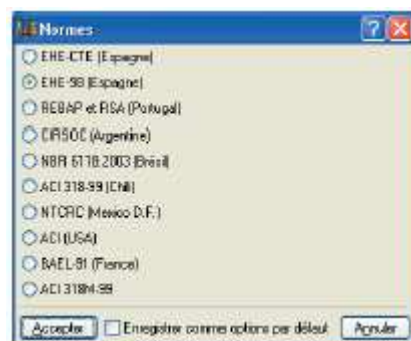 Normes
EHE-CTE (Espagne)
EHE-98 (Espagne)
REBAP et RSA (Portugal)
CIRSOC (Argentine)
NBR 6118:2003 (Brésil)
ACI 318-99 (Chili)
NTCRC (Mexico D.F.)
ACI (USA)
BAEL-91 (France)
ACI 318M-99
Accepter Enregistrer comme options par défaut Annuler